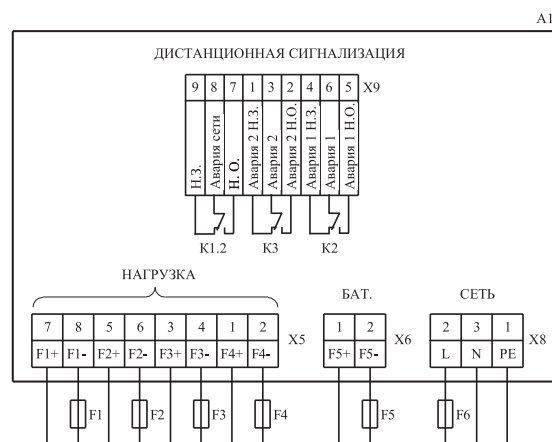 A1
ДИСТАНЦИОННАЯ СИГНАЛИЗАЦИЯ
9 8 7 1 3 2 4 6 5 X9
Н.З.
Авария сети
Н. О.
Авария 2 Н.З.
Авария 2
Авария 2 Н.О.
Авария 1 Н.З.
Авария 1
Авария 1 Н.О.
K1.2 K3 K2
НАГРУЗКА БАТ. СЕТЬ
7 8 5 6 3 4 1 2 X5 1 2 X6 2 3 1 X8
F1+ F1- F2+ F2- F3+ F3- F4+ F4- F5+ F5- L N PE
F1 F2 F3 F4 F5 F6